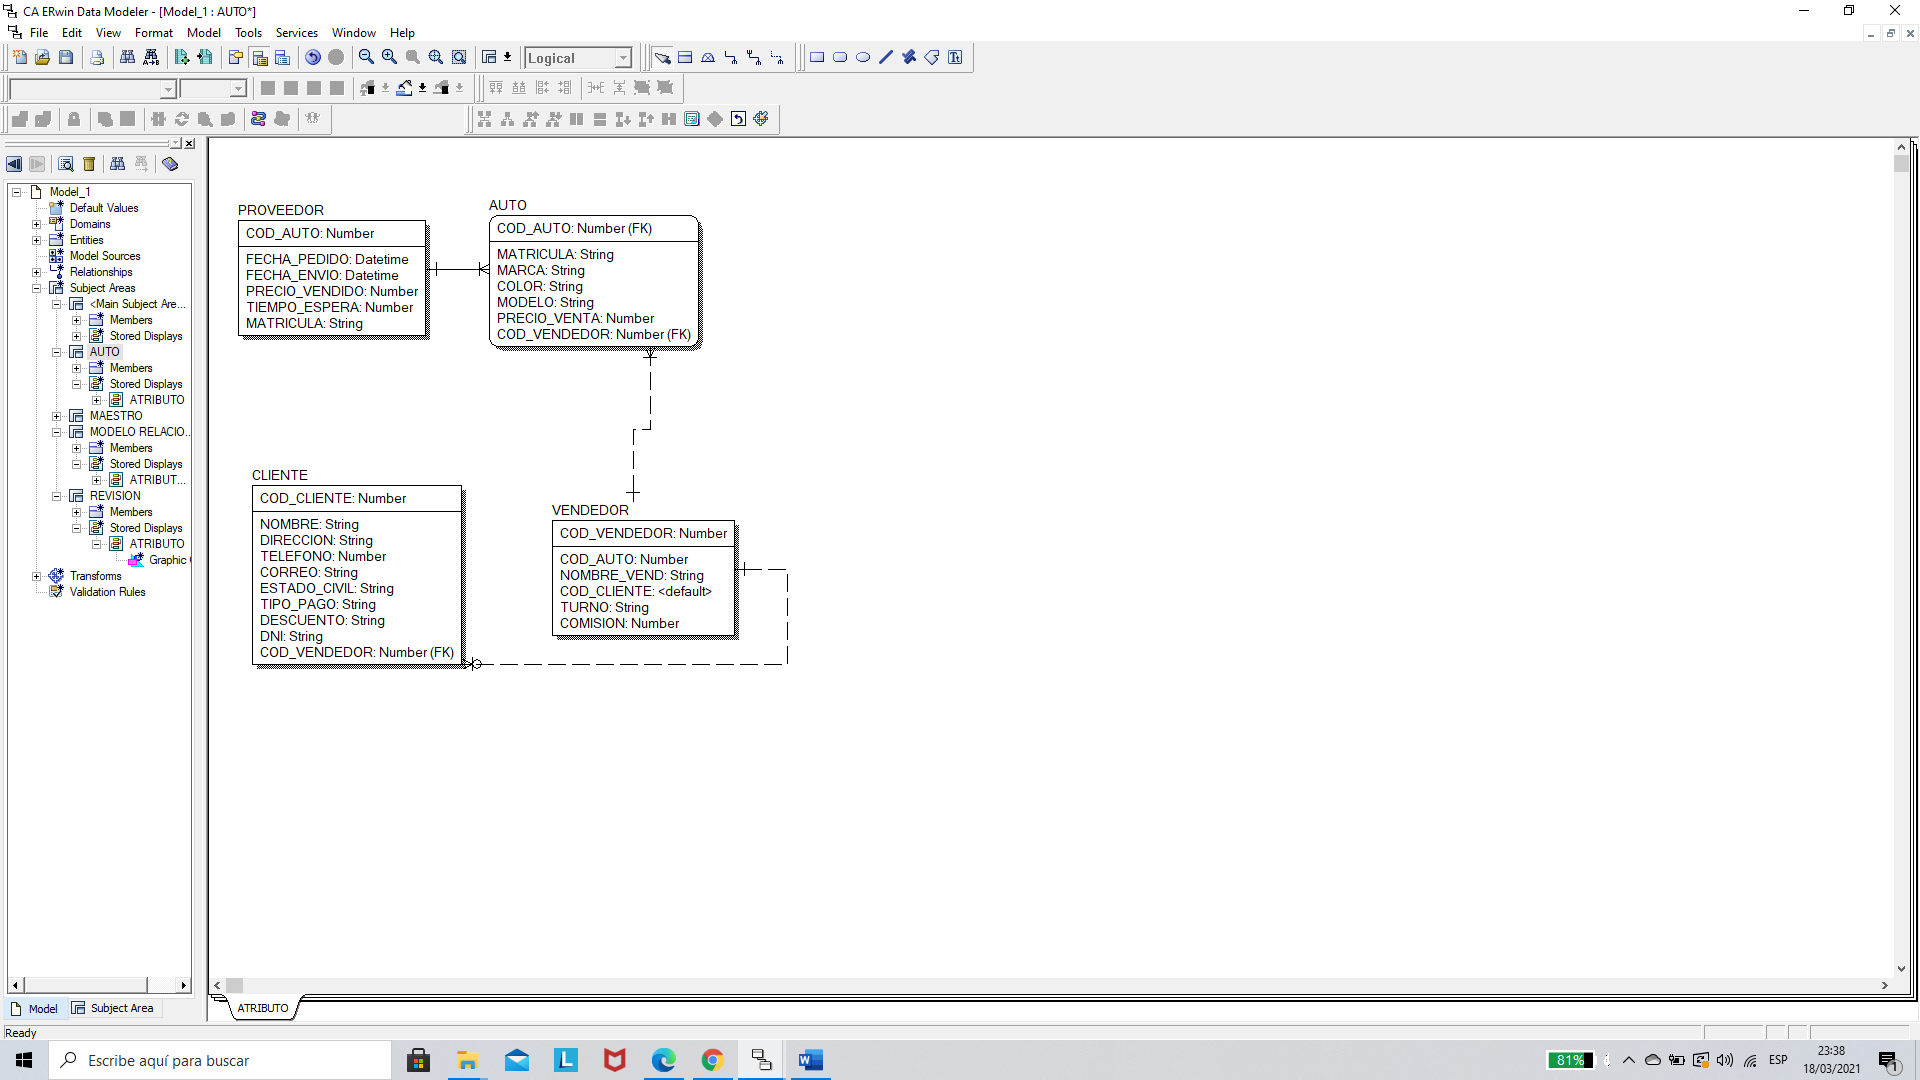 CA ERwin Data Modeler - [Model_1 : AUTO*]
File Edit View Format Model Tools Services Window Help
Logical
Model_1
Default Values
Domains
Entities
Model Sources
Relationships
Subject Areas
<Main Subject Are...
Members
Stored Displays
AUTO
Members
Stored Displays
ATRIBUTO
MAESTRO
MODELO RELACIO...
Members
Stored Displays
ATRIBUT...
REVISION
Members
Stored Displays
ATRIBUTO
Graphic
Transforms
Validation Rules
Model Subject Area
PROVEEDOR
COD_AUTO: Number
FECHA_PEDIDO: Datetime
FECHA_ENVIO: Datetime
PRECIO_VENDIDO: Number
TIEMPO_ESPERA: Number
MATRICULA: String
AUTO
COD_AUTO: Number (FK)
MATRICULA: String
MARCA: String
COLOR: String
MODELO: String
PRECIO_VENTA: Number
COD_VENDEDOR: Number (FK)
CLIENTE
COD_CLIENTE: Number
NOMBRE: String
DIRECCION: String
TELEFONO: Number
CORREO: String
ESTADO_CIVIL: String
TIPO_PAGO: String
DESCUENTO: String
DNI: String
COD_VENDEDOR: Number (FK)
VENDEDOR
COD_VENDEDOR: Number
COD_AUTO: Number
NOMBRE_VEND: String
COD_CLIENTE: <default>
TURNO: String
COMISION: Number
ATRIBUTO
Ready
Escribe aquí para buscar
81%
ESP
23:38
18/03/2021
1